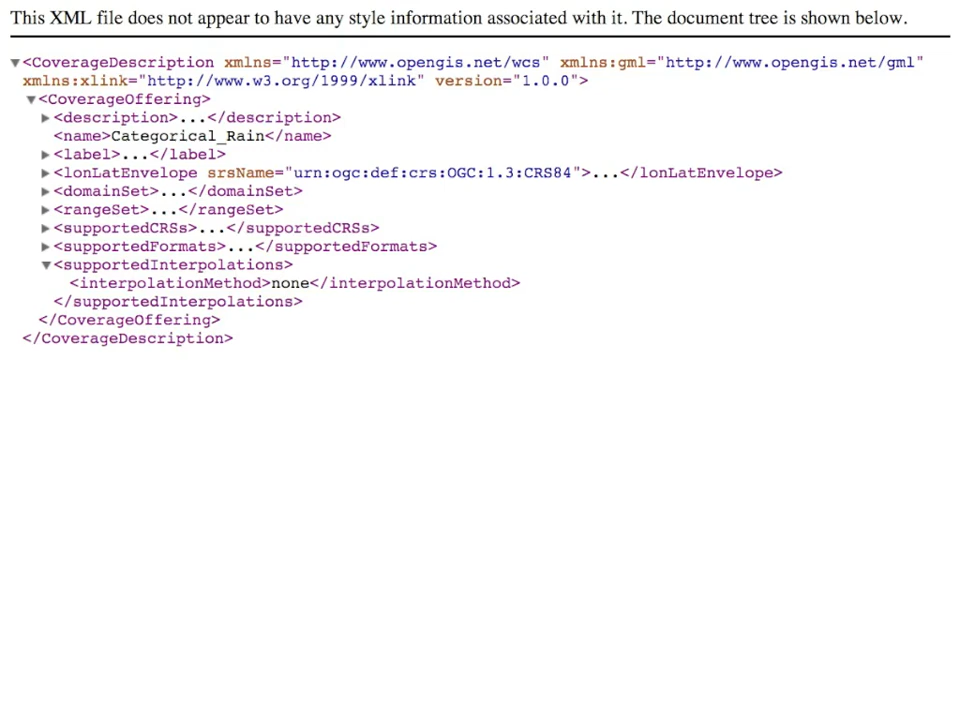 This XML file does not appear to have any style information associated with it. The document tree is shown below.
▼<CoverageDescription xmlns="http://www.opengis.net/wcs" xmlns:gml="http://www.opengis.net/gml"
xmlns:xlink="http://www.w3.org/1999/xlink" version="1.0.0">
▼<CoverageOffering>
▶<description>...</description>
<name>Categorical_Rain</name>
▶<label>...</label>
▶<lonLatEnvelope srsName="urn:ogc:def:crs:OGC:1.3:CRS84">...</lonLatEnvelope>
▶<domainSet>...</domainSet>
▶<rangeSet>...</rangeSet>
▶<supportedCRSs>...</supportedCRSs>
▶<supportedFormats>...</supportedFormats>
▼<supportedInterpolations>
<interpolationMethod>none</interpolationMethod>
</supportedInterpolations>
</CoverageOffering>
</CoverageDescription>